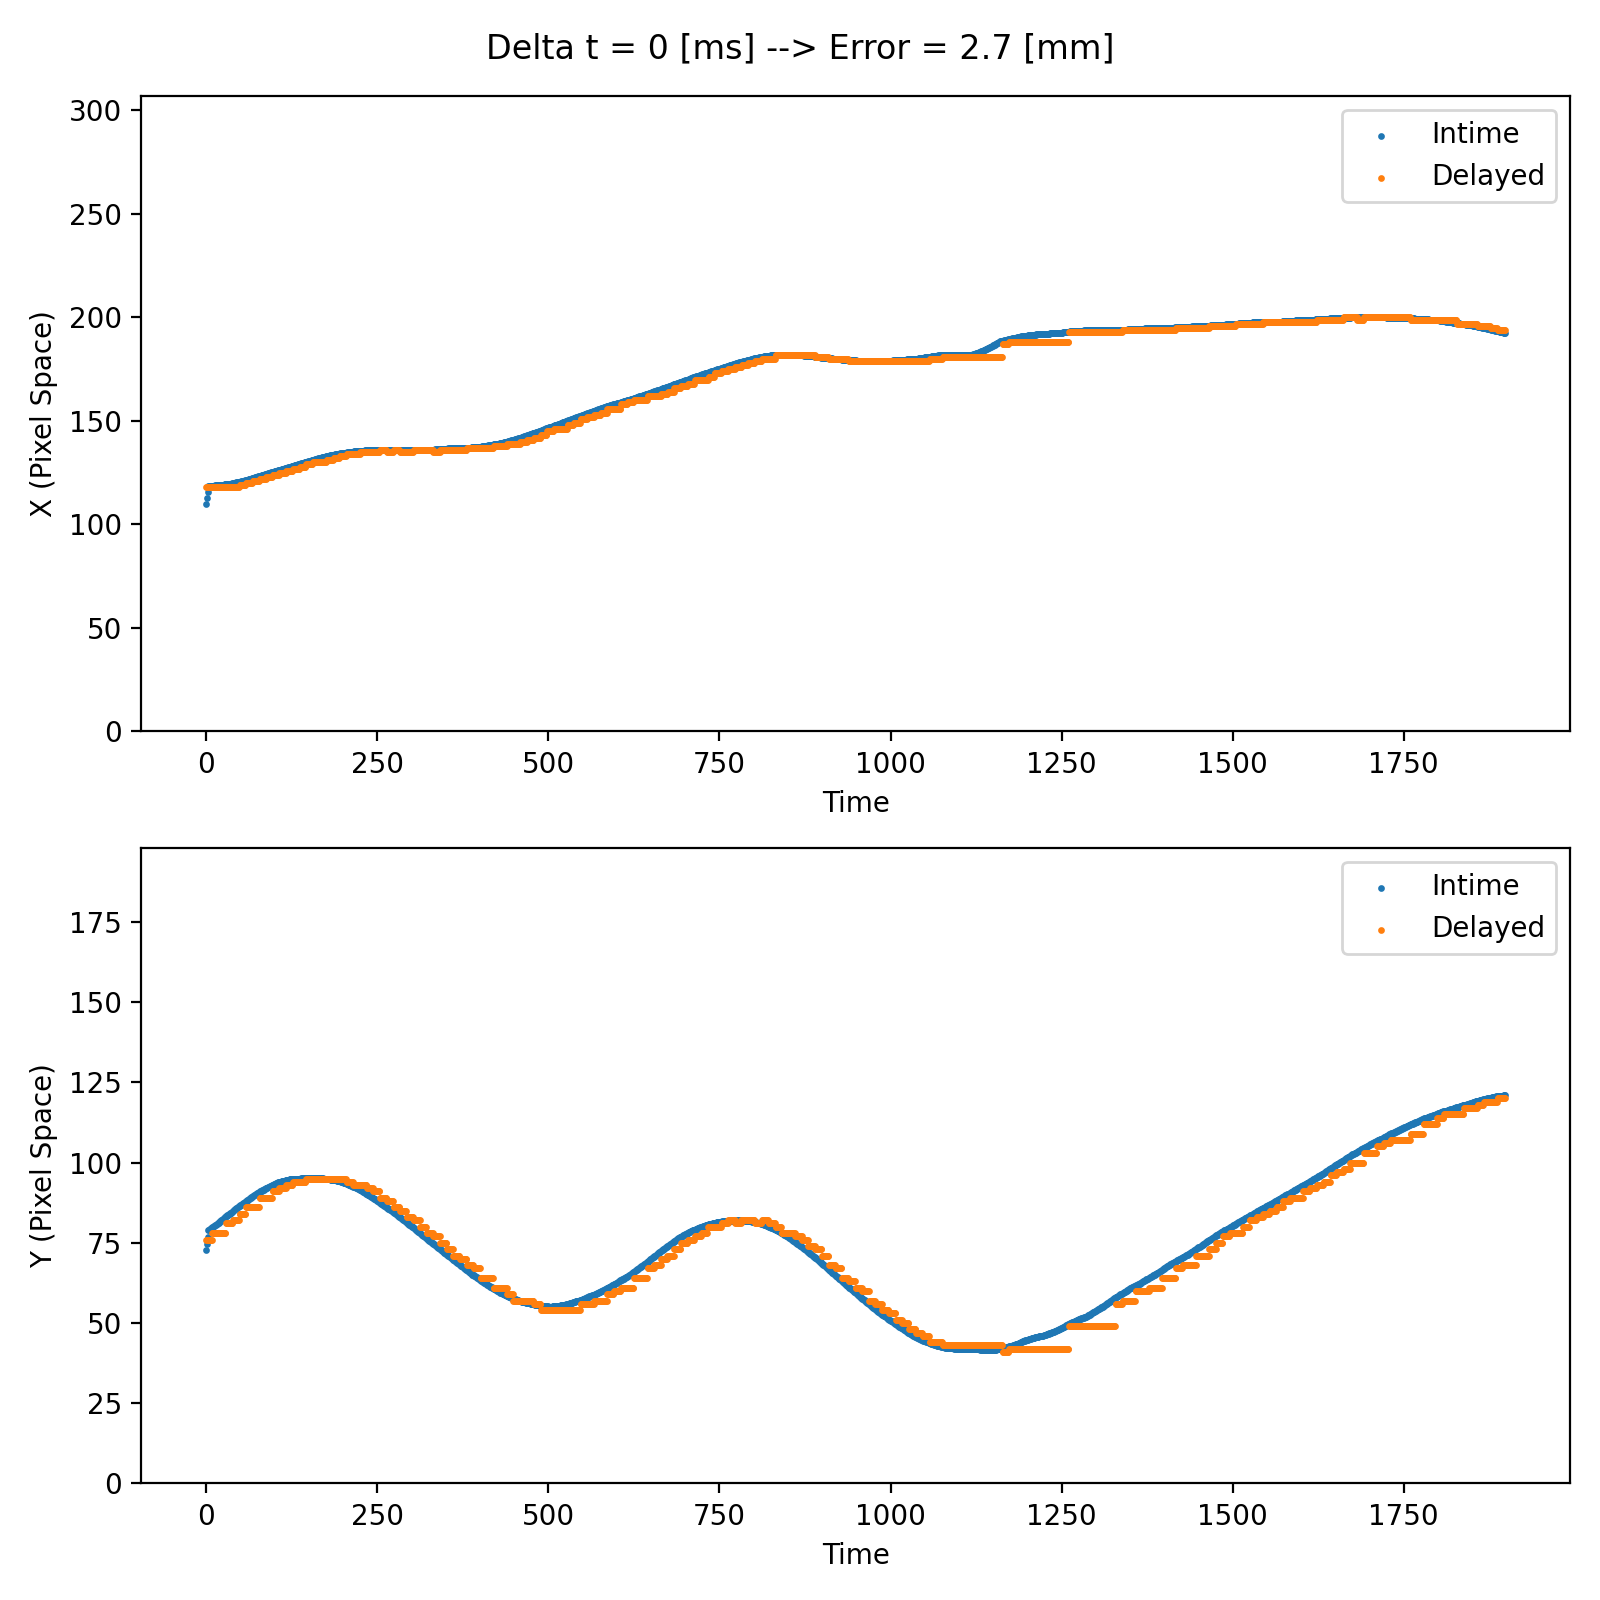 Delta t = 0 [ms] --> Error = 2.7 [mm]
300
250
200
150
100
50
0
X (Pixel Space)
Intime
Delayed
0 250 500 750 1000 1250 1500 1750
Time
175
150
125
100
75
50
25
0
Y (Pixel Space)
Intime
Delayed
0 250 500 750 1000 1250 1500 1750
Time